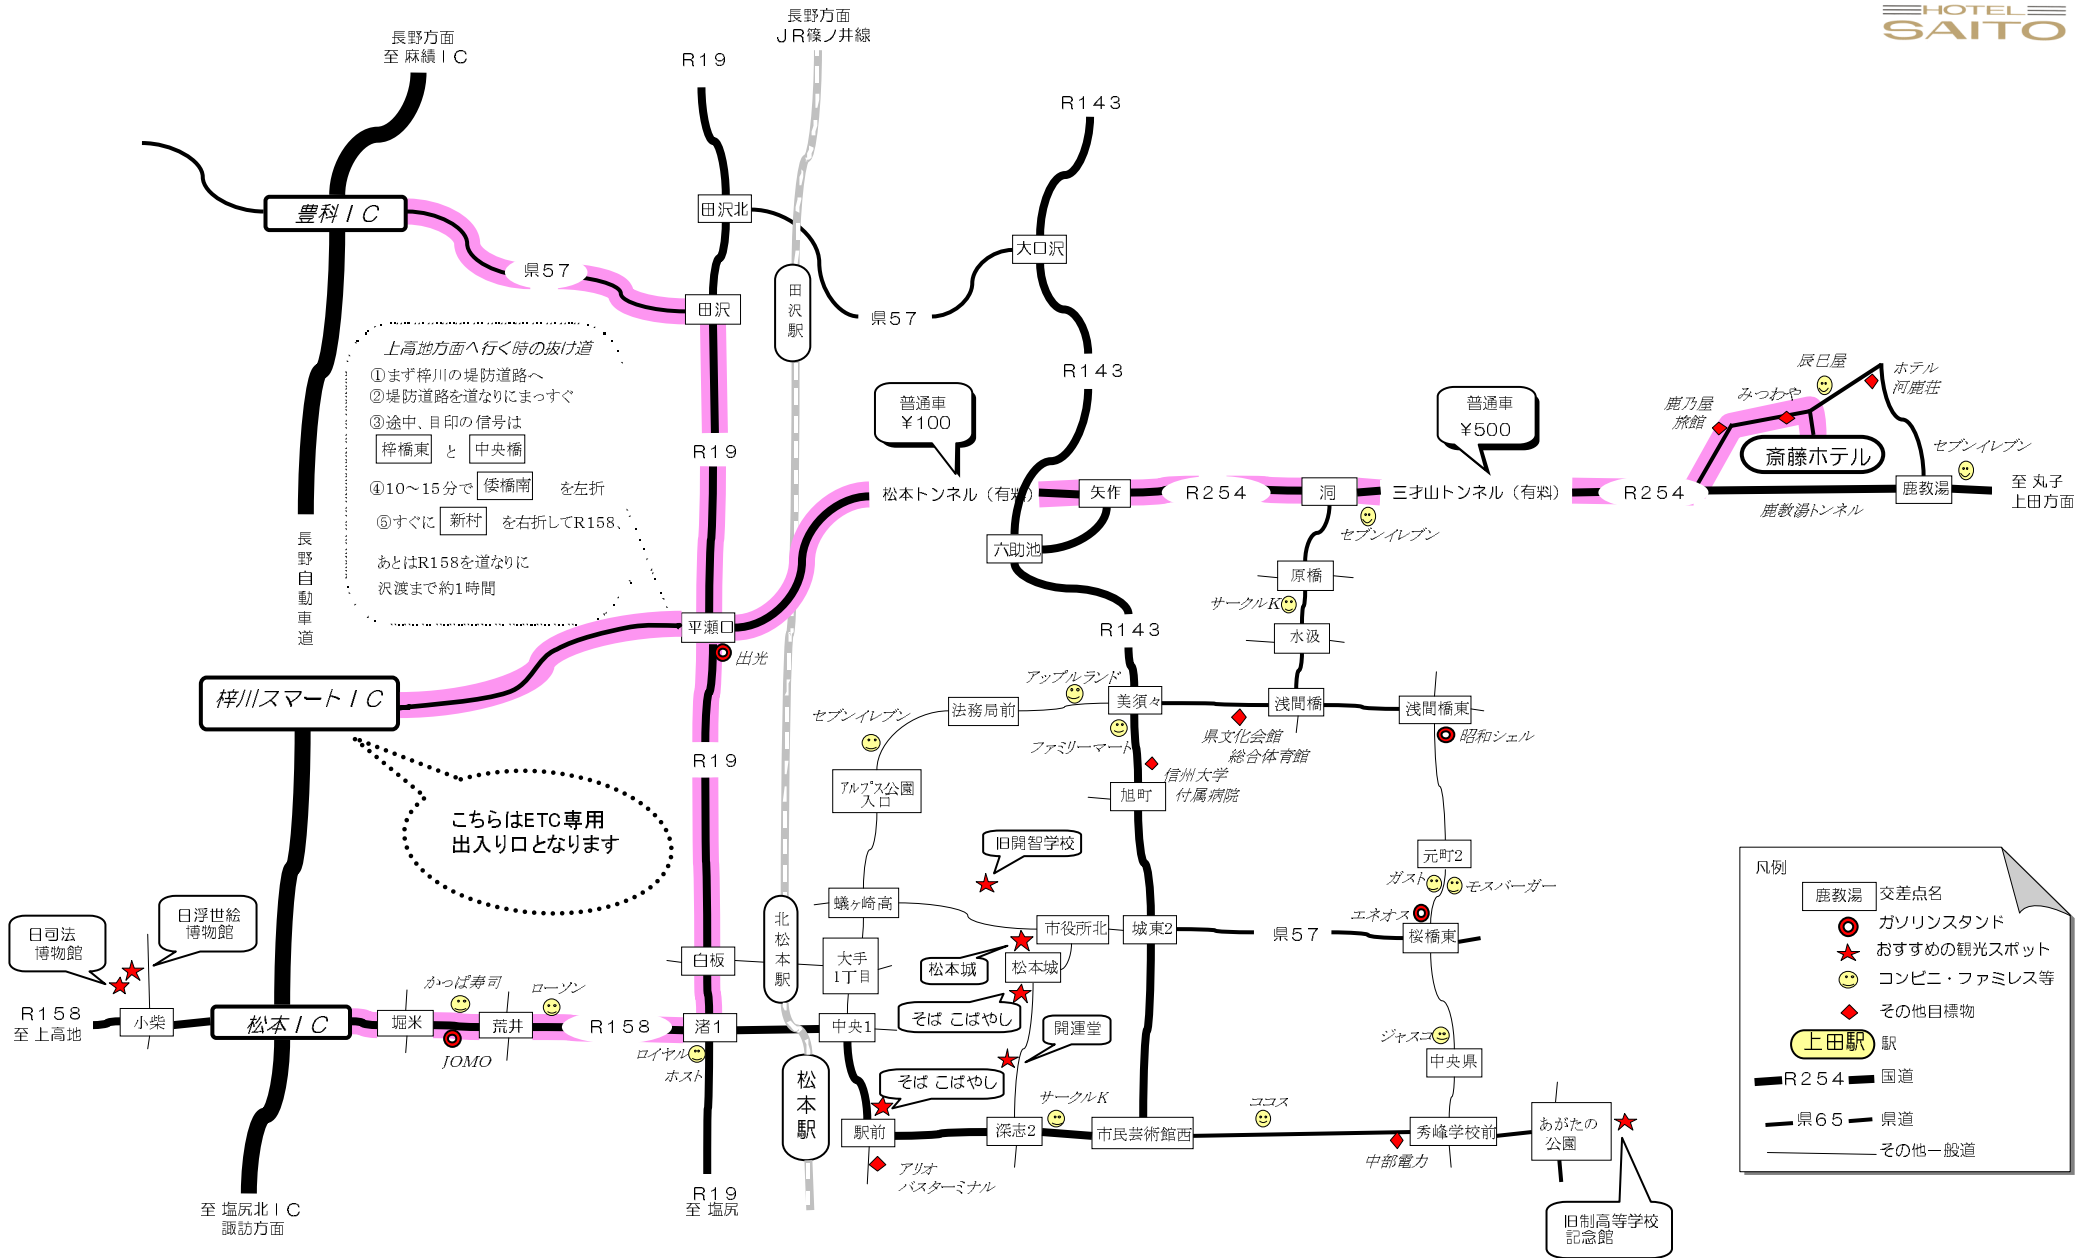 HOTEL
SAITO
長野方面
至 麻績ＩＣ
長野方面
ＪＲ篠ノ井線
R19
R143
豊科ＩＣ
田沢北
大口沢
県57
田沢
田沢駅
県57
上高地方面へ行く時の抜け道
①まず梓川の堤防道路へ
②堤防道路を道なりにまっすぐ
③途中、目印の信号は
梓橋東 と 中央橋
④10～15分で 倭橋南 を左折
⑤すぐに 新村 を右折してR158、
あとはR158を道なりに
沢渡まで約1時間
R143
普通車
¥100
普通車
¥500
R19
辰巳屋
ホテル
河鹿荘
みつわや
鹿乃屋
旅館
斎藤ホテル
セブンイレブン
松本トンネル（有料）
矢作
R254
洞
三才山トンネル（有料）
R254
鹿教湯
至 丸子
上田方面
鹿教湯トンネル
セブンイレブン
六助池
長野自動車道
原橋
サークルK
水汲
平瀬口
出光
R143
梓川スマートＩＣ
アップルランド
美須々
法務局前
浅間橋
浅間橋東
セブンイレブン
ファミリーマート
県文化会館
総合体育館
昭和シェル
R19
信州大学
付属病院
アルプス公園
入口
旭町
こちらはETC専用
出入り口となります
旧開智学校
元町2
ガスト
モスバーガー
エネオス
蟻ヶ崎高
市役所北
城東2
県57
桜橋東
日浮世絵
博物館
日司法
博物館
北松本駅
白板
大手
1丁目
松本城
松本城
かっぱ寿司
ローソン
そば こばやし
開運堂
R158
至 上高地
小柴
松本ＩＣ
堀米
荒井
R158
渚1
中央1
JOMO
ロイヤル
ホスト
ジャスコ
中央県
松本駅
そば こばやし
サークルK
ココス
駅前
深志2
市民芸術館西
秀峰学校前
あがたの
公園
中部電力
アリオ
バスターミナル
R19
至 塩尻
至 塩尻北ＩＣ
諏訪方面
旧制高等学校
記念館
凡例
鹿教湯 交差点名
ガソリンスタンド
おすすめの観光スポット
コンビニ・ファミレス等
その他目標物
上田駅 駅
R254 国道
県65 県道
その他一般道